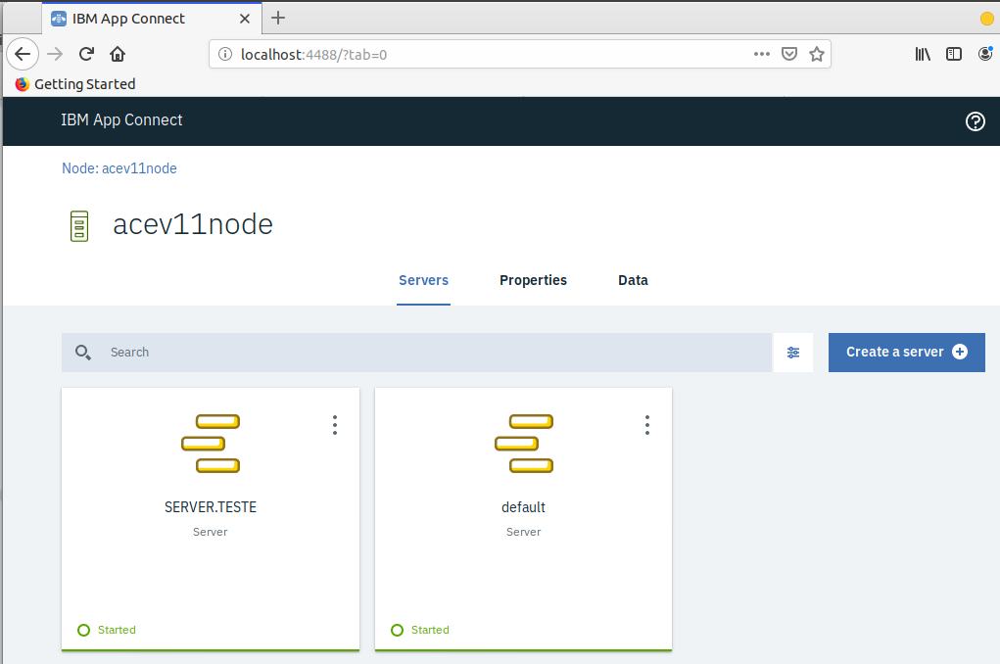 IBM App Connect
localhost:4488/?tab=0
Getting Started
IBM App Connect
Node: acev11node
acev11node
Servers Properties Data
Search
Create a server
SERVER.TESTE
Server
Started
default
Server
Started